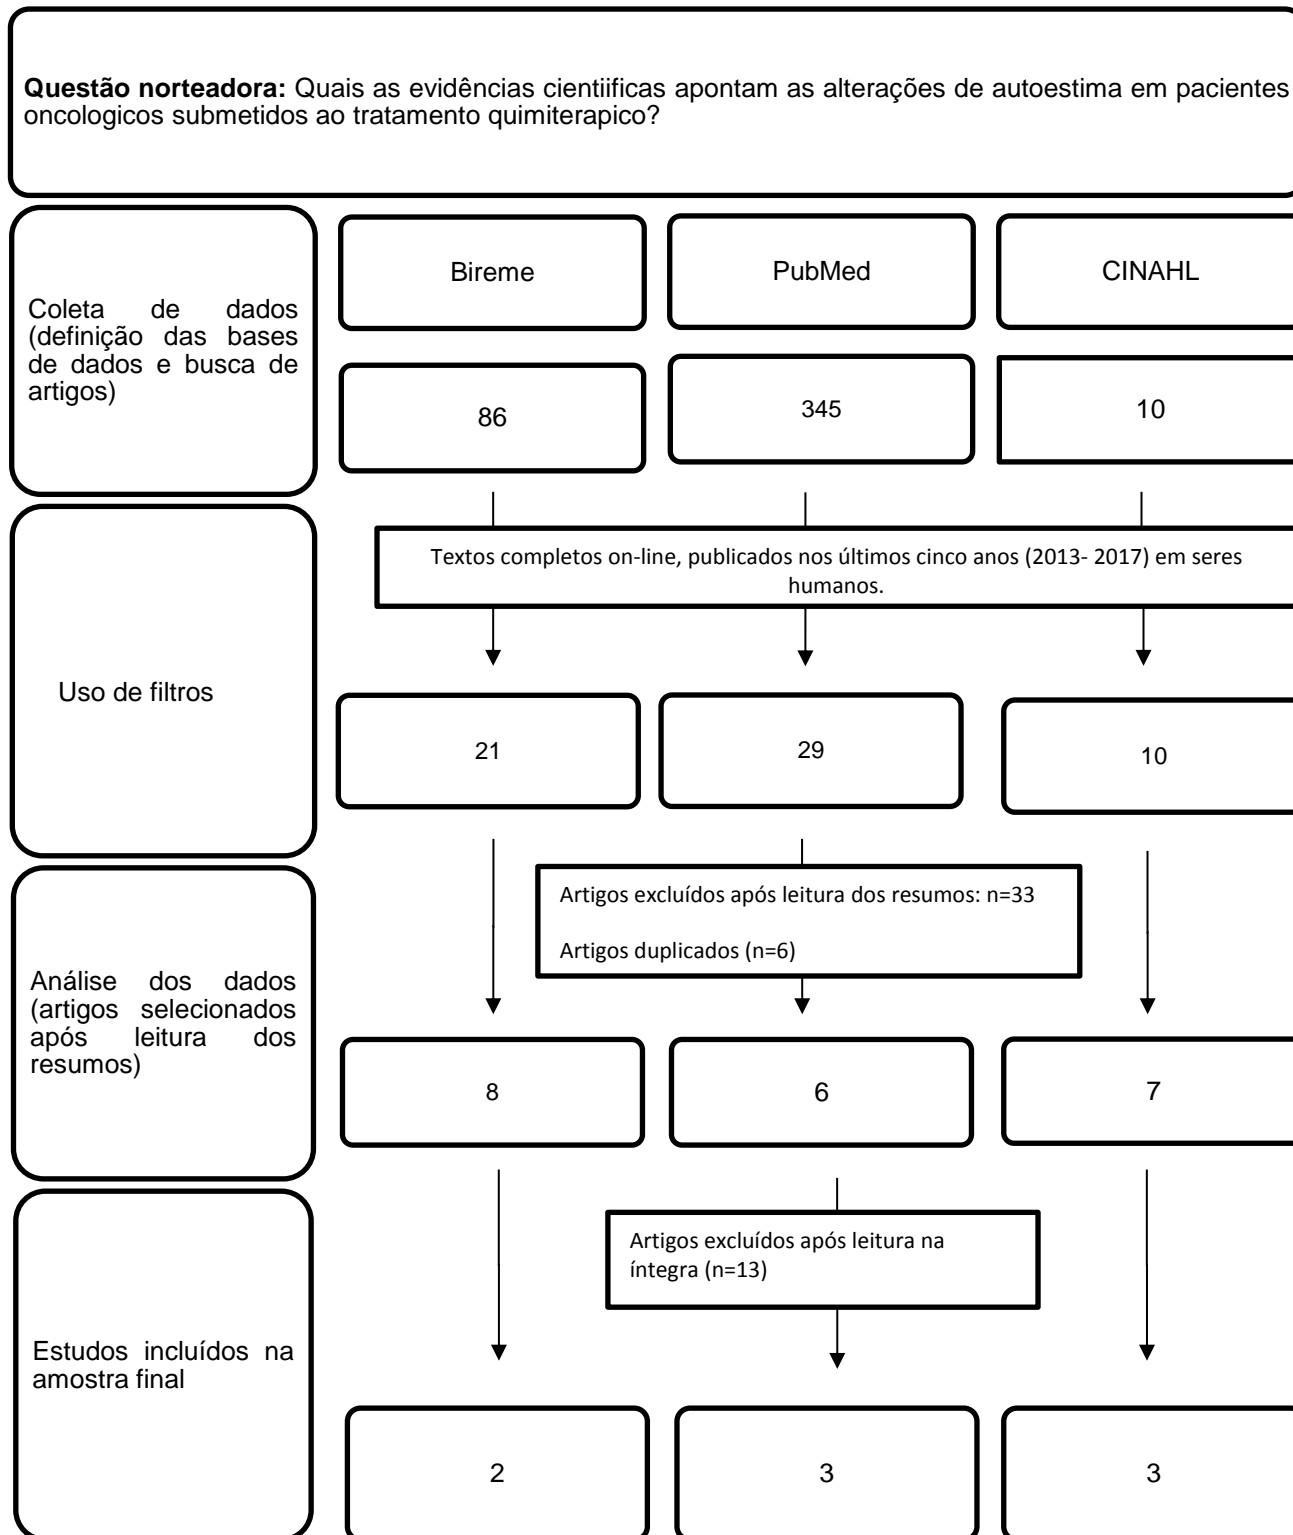 Questão norteadora: Quais as evidências cientiificas apontam as alterações de autoestima em pacientes
oncologicos submetidos ao tratamento quimiterapico?
Coleta de dados
(definição das bases
de dados e busca de
artigos)
Bireme
PubMed
CINAHL
86
345
10
Uso de filtros
Textos completos on-line, publicados nos últimos cinco anos (2013- 2017) em seres
humanos.
21
29
10
Análise dos dados
(artigos selecionados
após leitura dos
resumos)
Artigos excluídos após leitura dos resumos: n=33
Artigos duplicados (n=6)
8
6
7
Estudos incluídos na
amostra final
Artigos excluídos após leitura na
íntegra (n=13)
2
3
3